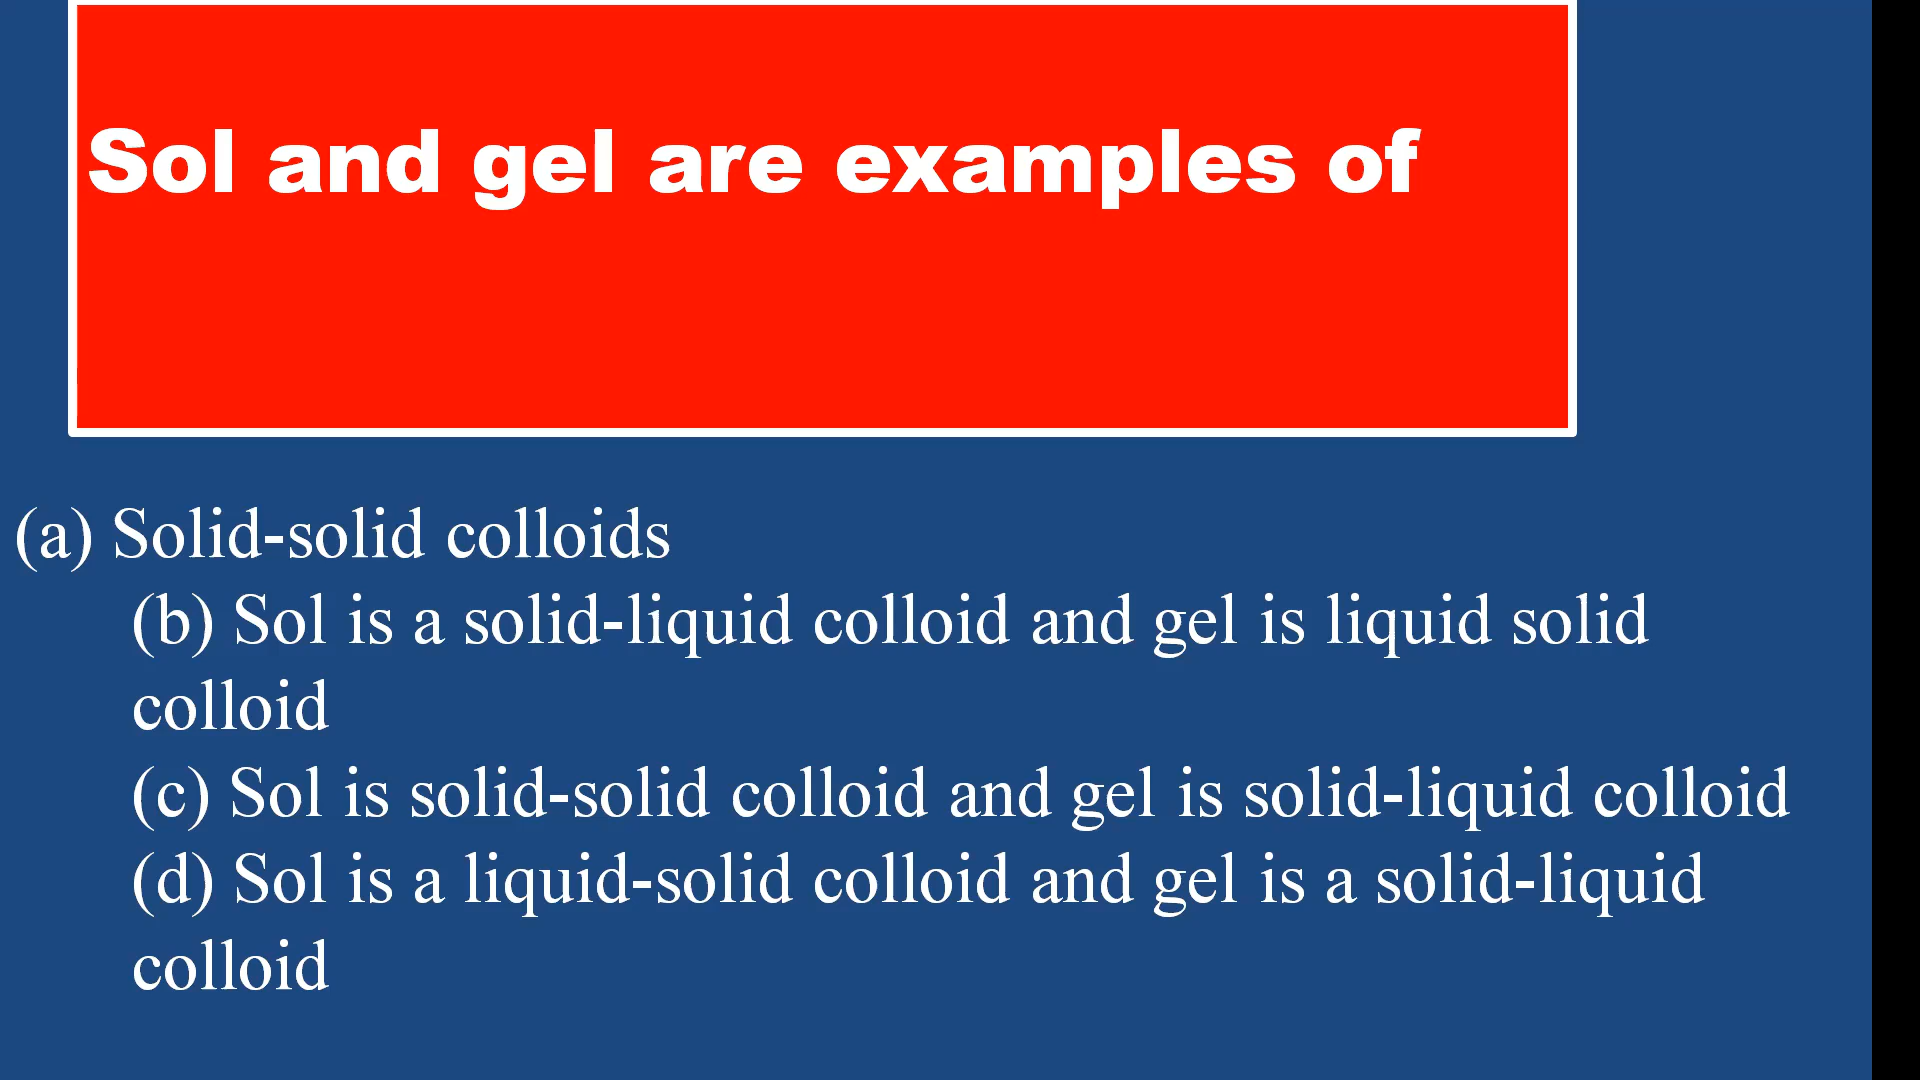 Sol and gel are examples of
(a) Solid-solid colloids
(b) Sol is a solid-liquid colloid and gel is liquid solid
colloid
(c) Sol is solid-solid colloid and gel is solid-liquid colloid
(d) Sol is a liquid-solid colloid and gel is a solid-liquid
colloid